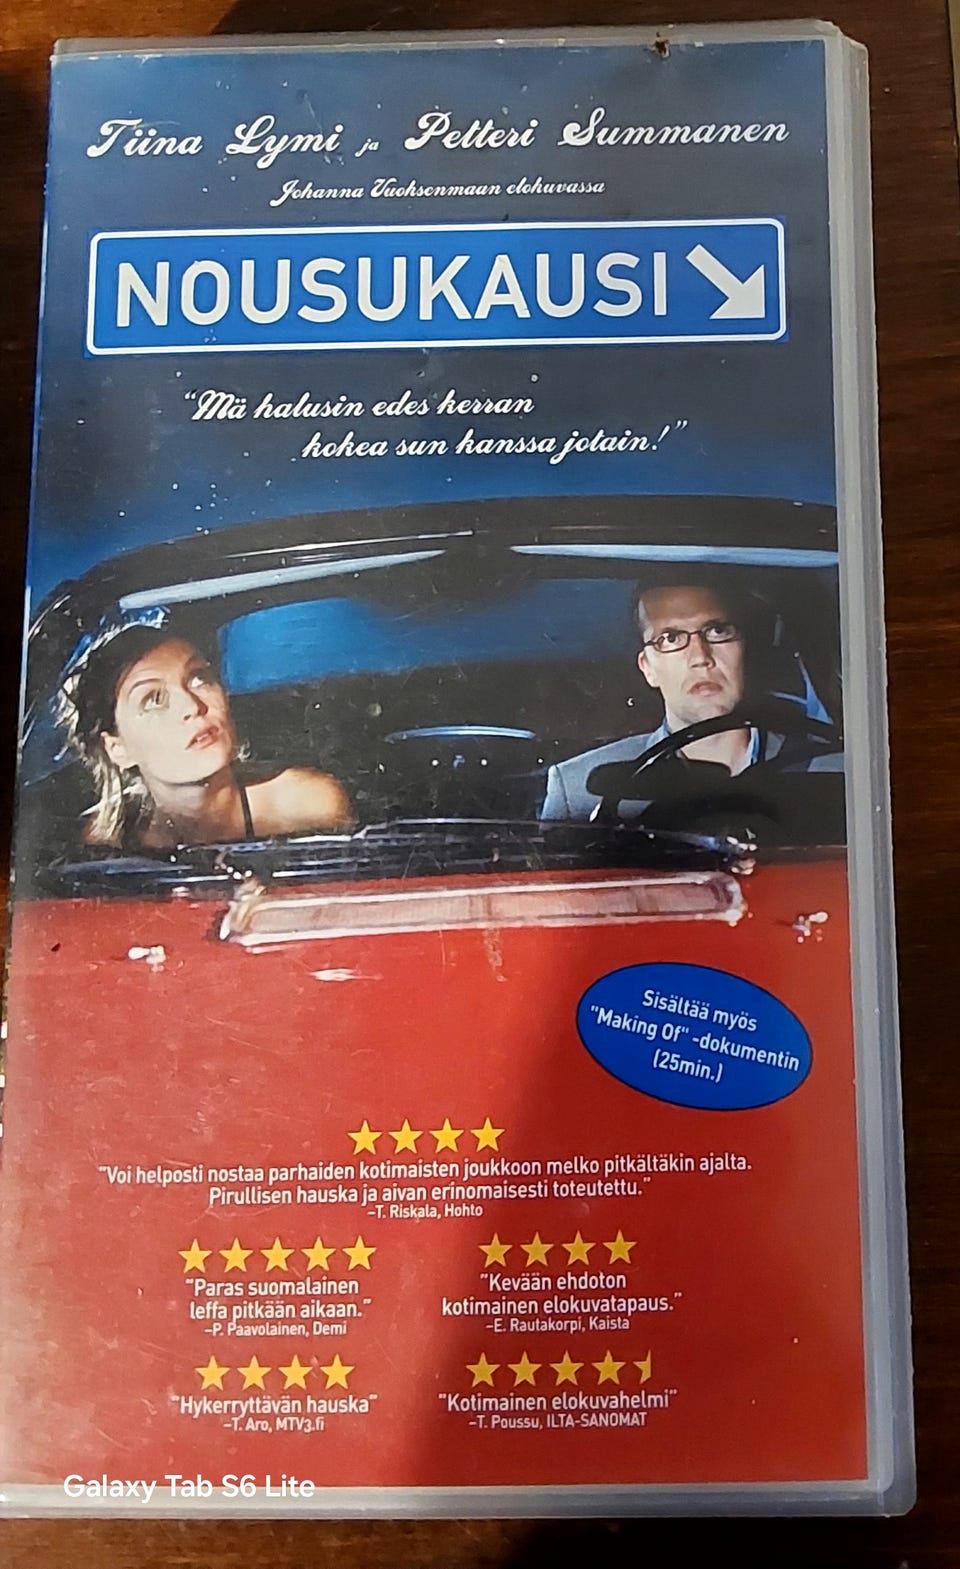 Tiina Lymi ja Petteri Summanen
Johanna Vuoksenmaan elokuvassa
NOUSUKAUSI
"Mä halusin edes kerran
kokea sun kanssa jotain!"
Sisältää myös
"Making Of" -dokumentin
(25min.)
"Voi helposti nostaa parhaiden kotimaisten joukkoon melko pitkältäkin ajalta.
Pirullisen hauska ja aivan erinomaisesti toteutettu."
–T. Riskala, Hohto
"Paras suomalainen
leffa pitkään aikaan."
–P. Paavolainen, Demi
"Kevään ehdoton
kotimainen elokuvatapaus."
–E. Rautakorpi, Kaista
"Hykerryttävän hauska"
–T. Aro, MTV3.fi
"Kotimainen elokuvahelmi"
–T. Poussu, ILTA-SANOMAT
Galaxy Tab S6 Lite